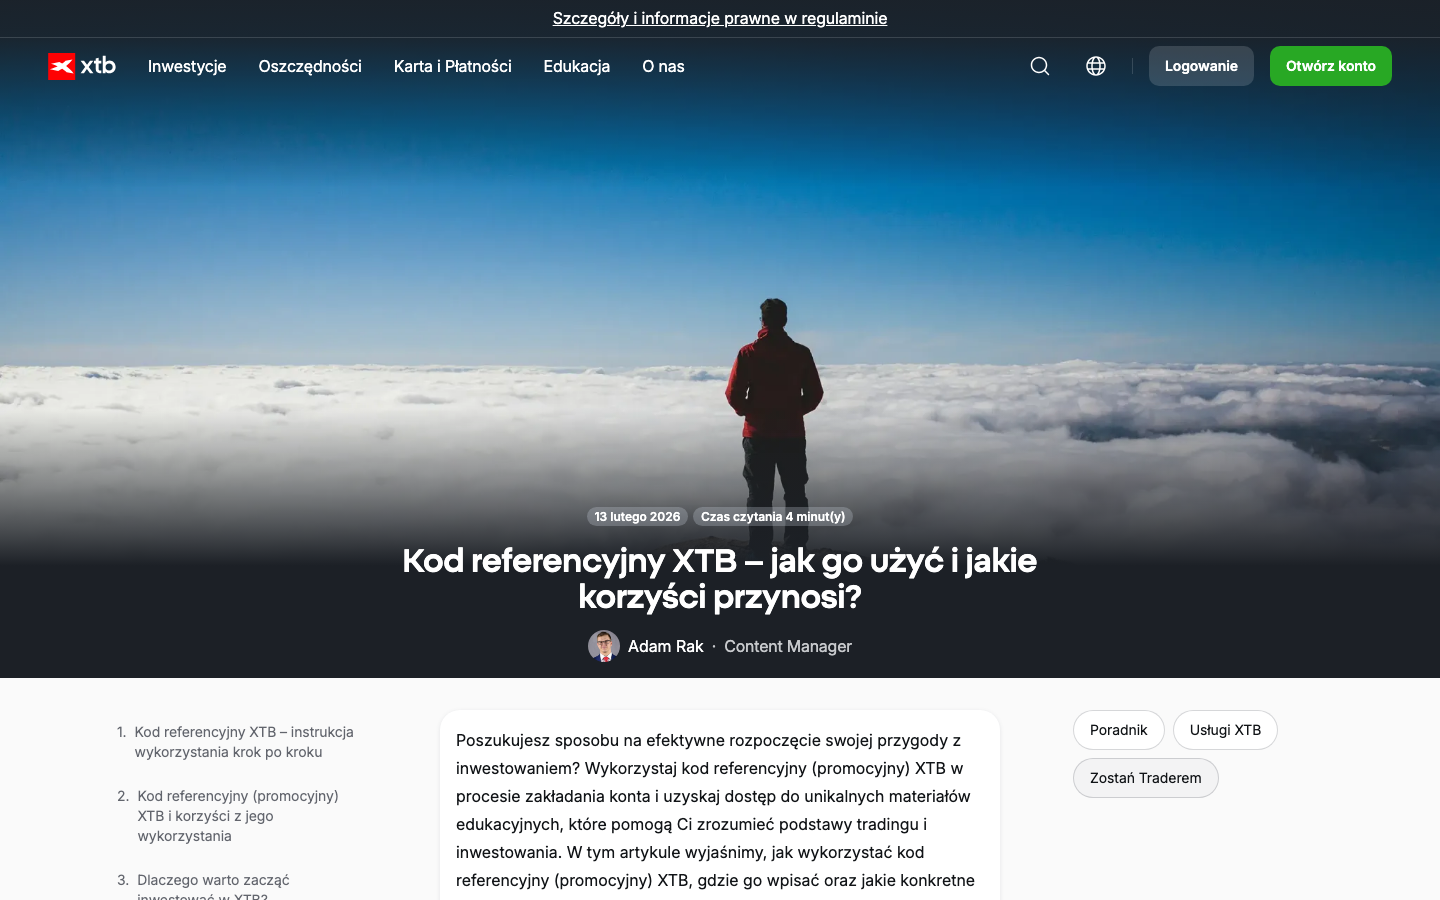 Szczegóły i informacje prawne w regulaminie
xtb
Inwestycje
Oszczędności
Karta i Płatności
Edukacja
O nas
Logowanie
Otwórz konto
13 lutego 2026
Czas czytania 4 minut(y)
Kod referencyjny XTB – jak go użyć i jakie
korzyści przynosi?
Adam Rak · Content Manager
1. Kod referencyjny XTB – instrukcja
wykorzystania krok po kroku
2. Kod referencyjny (promocyjny)
XTB i korzyści z jego
wykorzystania
3. Dlaczego warto zacząć
inwestować w XTB?
Poszukujesz sposobu na efektywne rozpoczęcie swojej przygody z
inwestowaniem? Wykorzystaj kod referencyjny (promocyjny) XTB w
procesie zakładania konta i uzyskaj dostęp do unikalnych materiałów
edukacyjnych, które pomogą Ci zrozumieć podstawy tradingu i
inwestowania. W tym artykule wyjaśnimy, jak wykorzystać kod
referencyjny (promocyjny) XTB, gdzie go wpisać oraz jakie konkretne
Poradnik
Usługi XTB
Zostań Traderem